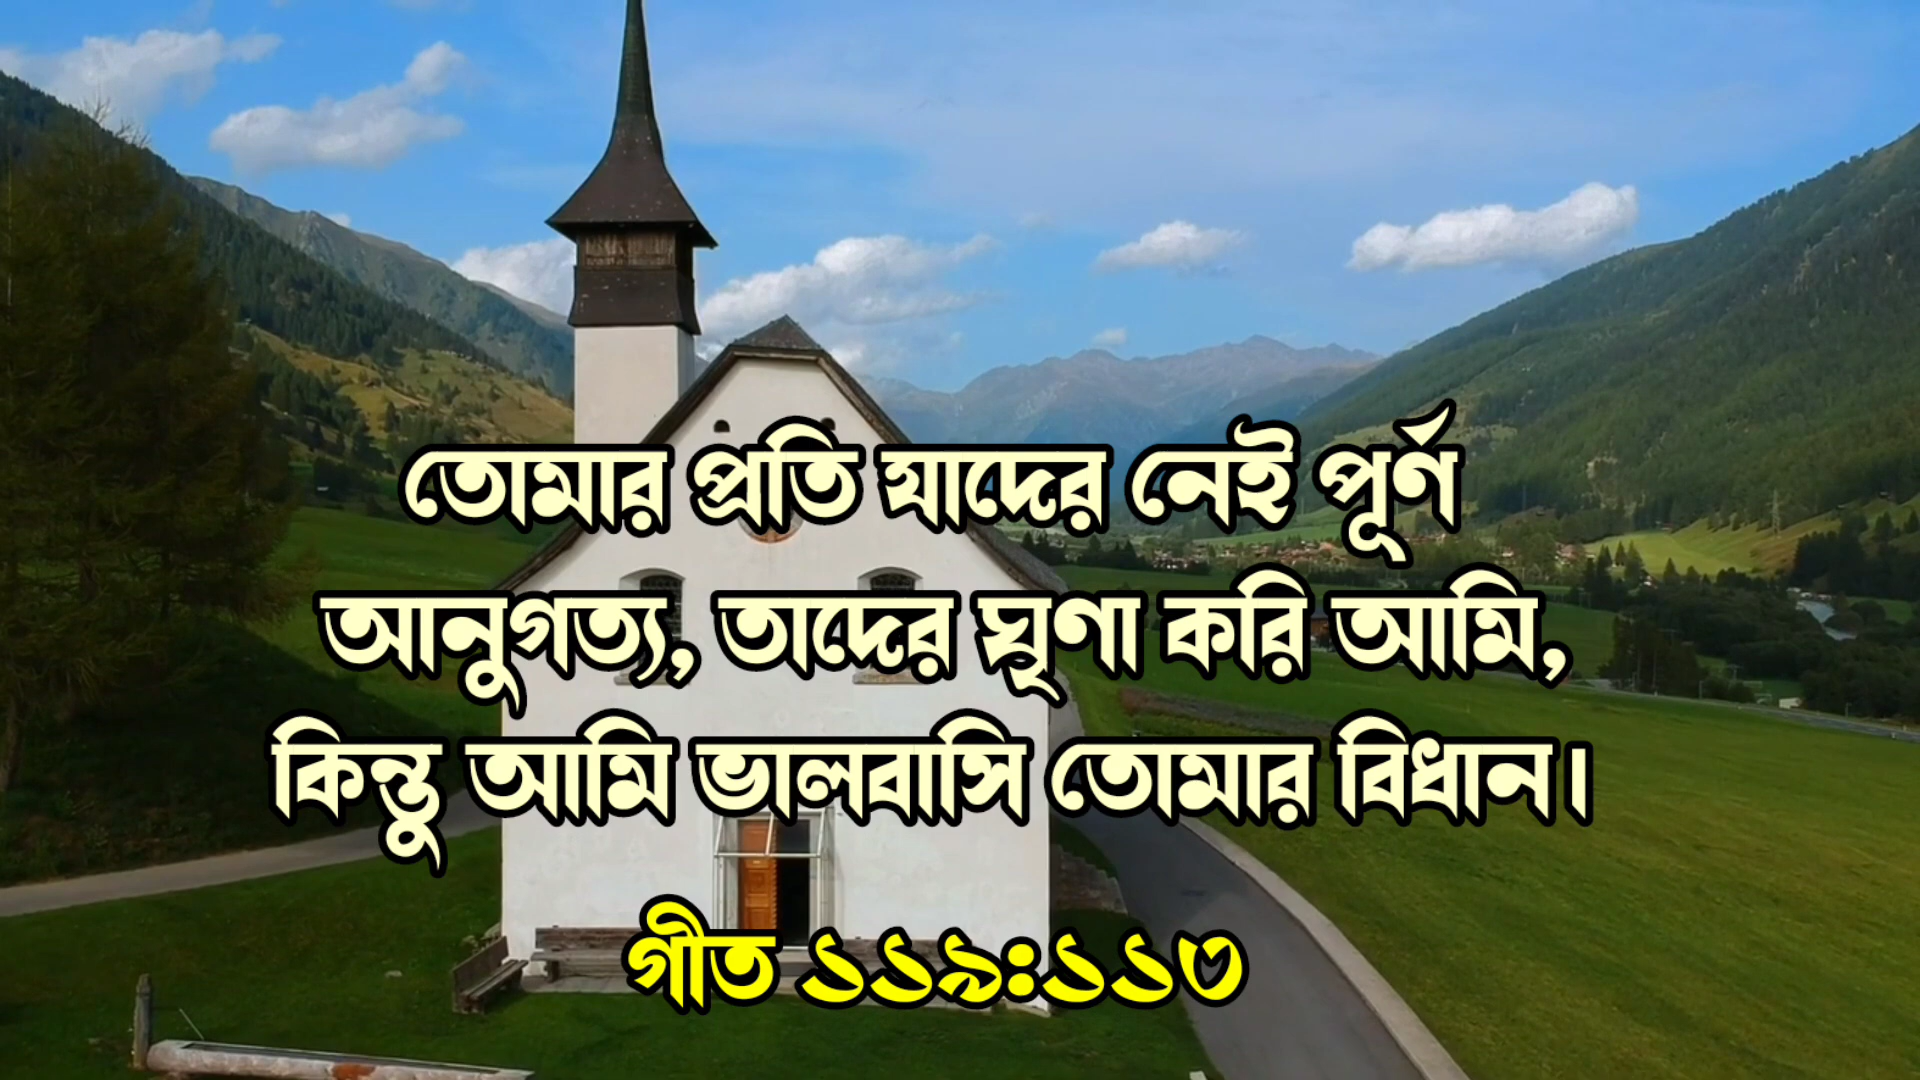 তোমার প্রতি যাদের নেই পূর্ণ
আনুগত্য, তাদের ঘৃণা করি আমি,
কিন্তু আমি ভালবাসি তোমার বিধান।
গীত ১১৯:১১৩